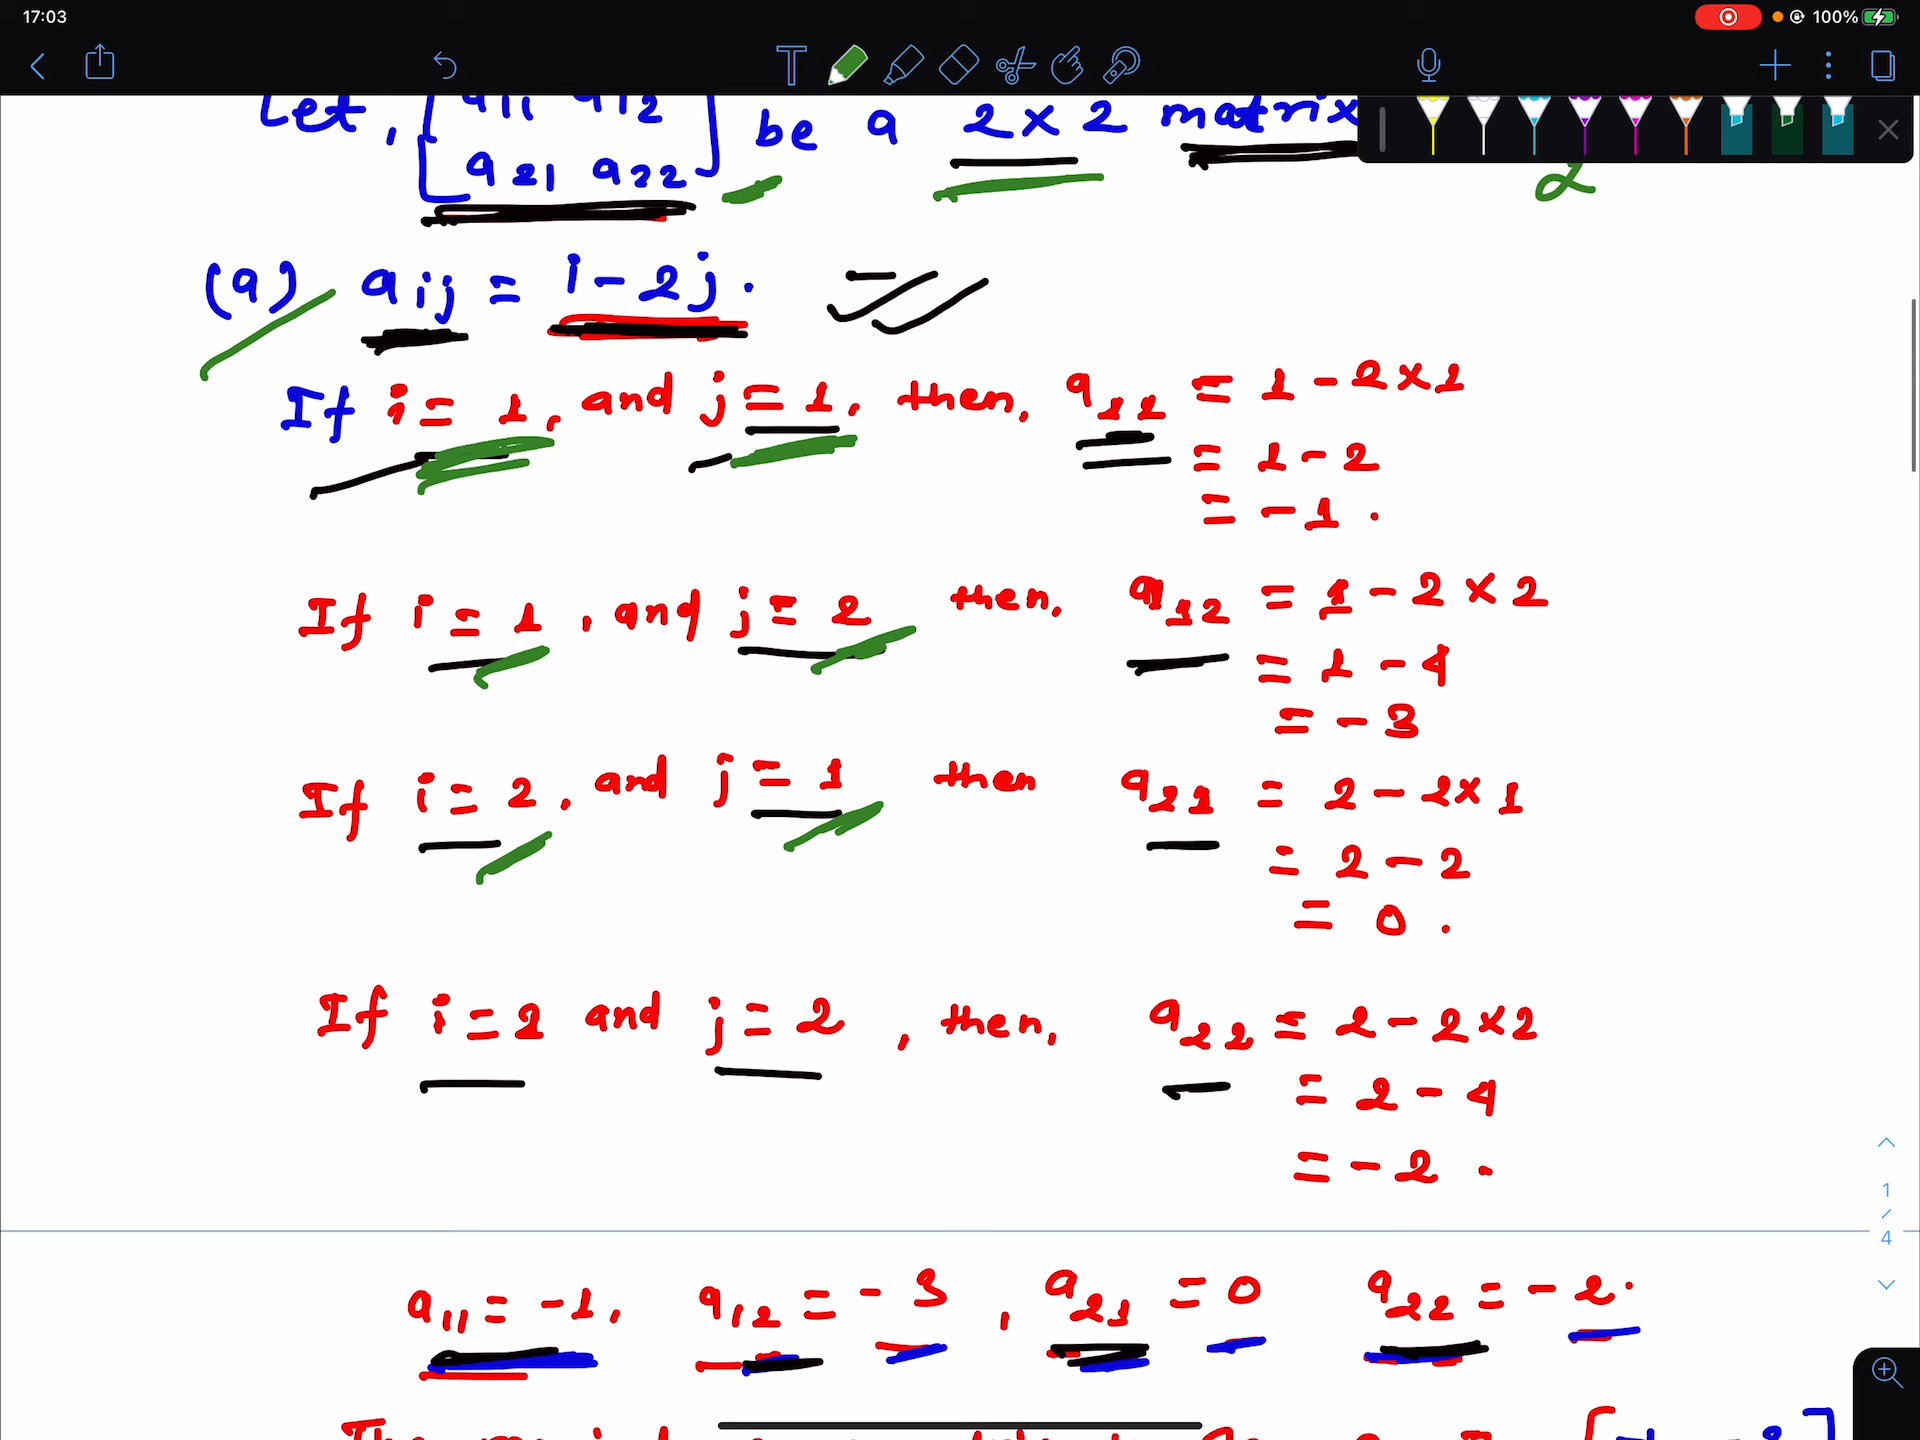 17:03 100%
T
Let, [a11 a12
a21 a22] be a 2×2 matrix
2
(a) aij = i-2j.
If i = 1, and j = 1, then, a11 = 1-2×1
= 1-2
= -1.
If i = 1, and j = 2 then, a12 = 1-2×2
= 1-4
= -3
If i = 2, and j = 1 then a21 = 2-2×1
= 2-2
= 0.
If i = 2 and j = 2, then, a22 = 2-2×2
= 2-4
= -2.
1
/
4
a11 = -1, a12 = -3, a21 = 0 a22 = -2.